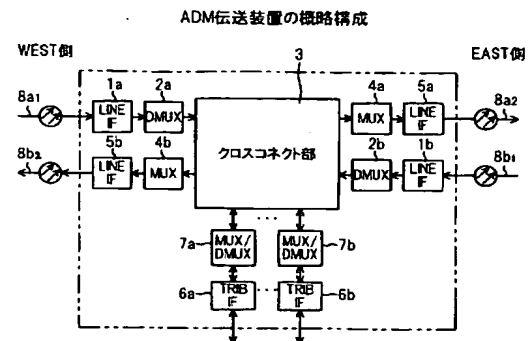 ADM伝送装置の概略構成
WEST側
EAST側
3
1a
2a
4a
5a
8a1
8a2
LINE IF
DMUX
MUX
LINE IF
クロスコネクト部
5b
4b
2b
1b
8b2
8b1
LINE IF
MUX
DMUX
LINE IF
...
7a
MUX/DMUX
MUX/DMUX
7b
6a
TRIB IF
...
TRIB IF
6b